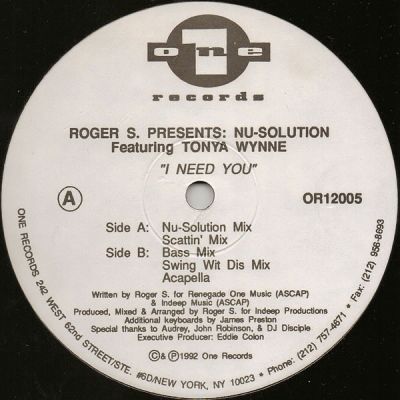 one
1
records
ROGER S. PRESENTS: NU-SOLUTION
Featuring TONYA WYNNE
"I NEED YOU"
A
OR12005
Side A: Nu-Solution Mix
Scattin' Mix
Side B: Bass Mix
Swing Wit Dis Mix
Acapella
Written by Roger S. for Renegade One Music (ASCAP)
& Indeep Music (ASCAP)
Produced, Mixed & Arranged by Roger S. for Indeep Productions
Additional keyboards by James Preston
Special thanks to Audrey, John Robinson, & DJ Disciple
Executive Producer: Eddie Colon
©&℗1992 One Records
ONE RECORDS 242 WEST 62nd STREET/STE. #6D/NEW YORK, NY 10023 • Phone: (212) 757-4671 • Fax: (212) 956-8693